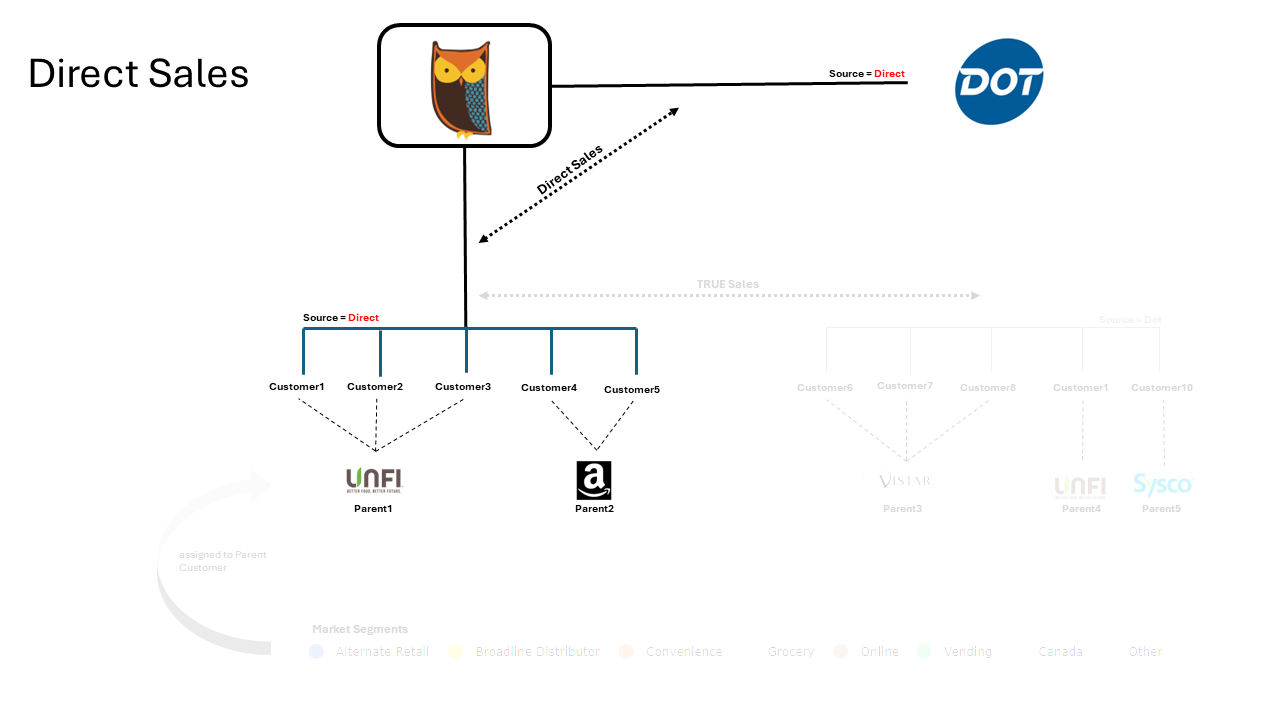 Direct Sales
Source = Direct
DOT
Direct Sales
TRUE Sales
Source = Direct
Source = Dot
Customer1
Customer2
Customer3
Customer4
Customer5
Customer6
Customer7
Customer8
Customer1
Customer10
UNFI
BETTER FOOD. BETTER FUTURE.
a
VISTAR
UNFI
Sysco
Parent1
Parent2
Parent3
Parent4
Parent5
assigned to Parent
Customer
Market Segments
Alternate Retail
Broadline Distributor
Convenience
Grocery
Online
Vending
Canada
Other